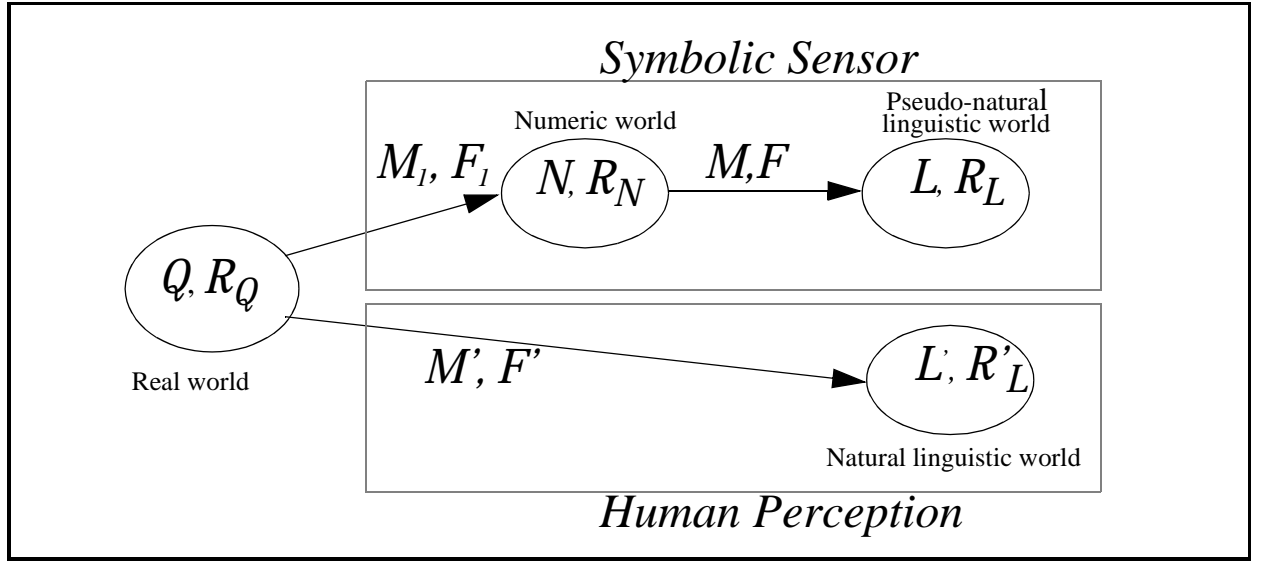 Symbolic Sensor
Numeric world
Pseudo-natural
linguistic world
M1, F1
N, RN
M,F
L, RL
Q, RQ
Real world
M', F'
L', R'L
Natural linguistic world
Human Perception